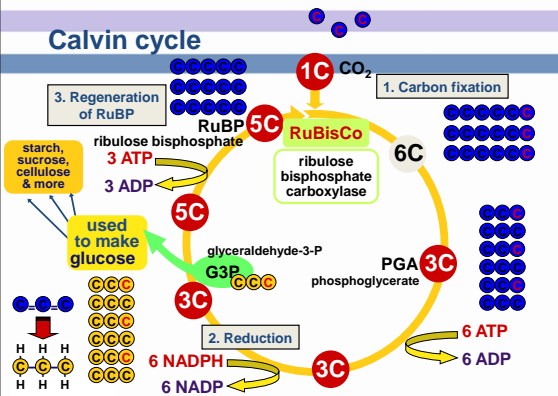 Calvin cycle
C
C
C
1C CO2
1. Carbon fixation
3. Regeneration
of RuBP
C C C C C
C C C C C
C C C C C
C C C C C C
C C C C C C
C C C C C C
RuBP 5C
ribulose bisphosphate
RuBisCo
ribulose
bisphosphate
carboxylase
6C
starch,
sucrose,
cellulose
& more
3 ATP
3 ADP
5C
used
to make
glucose
glyceraldehyde-3-P
G3P
C C C
3C
PGA 3C
phosphoglycerate
C C C
C C C
C C C
C C C
C C C
C C C
C C C
C C C
C C C
C C C
C C C
C C C
C=C=C
H H H
C-C-C
H H H
2. Reduction
6 NADPH
6 NADP
3C
6 ATP
6 ADP